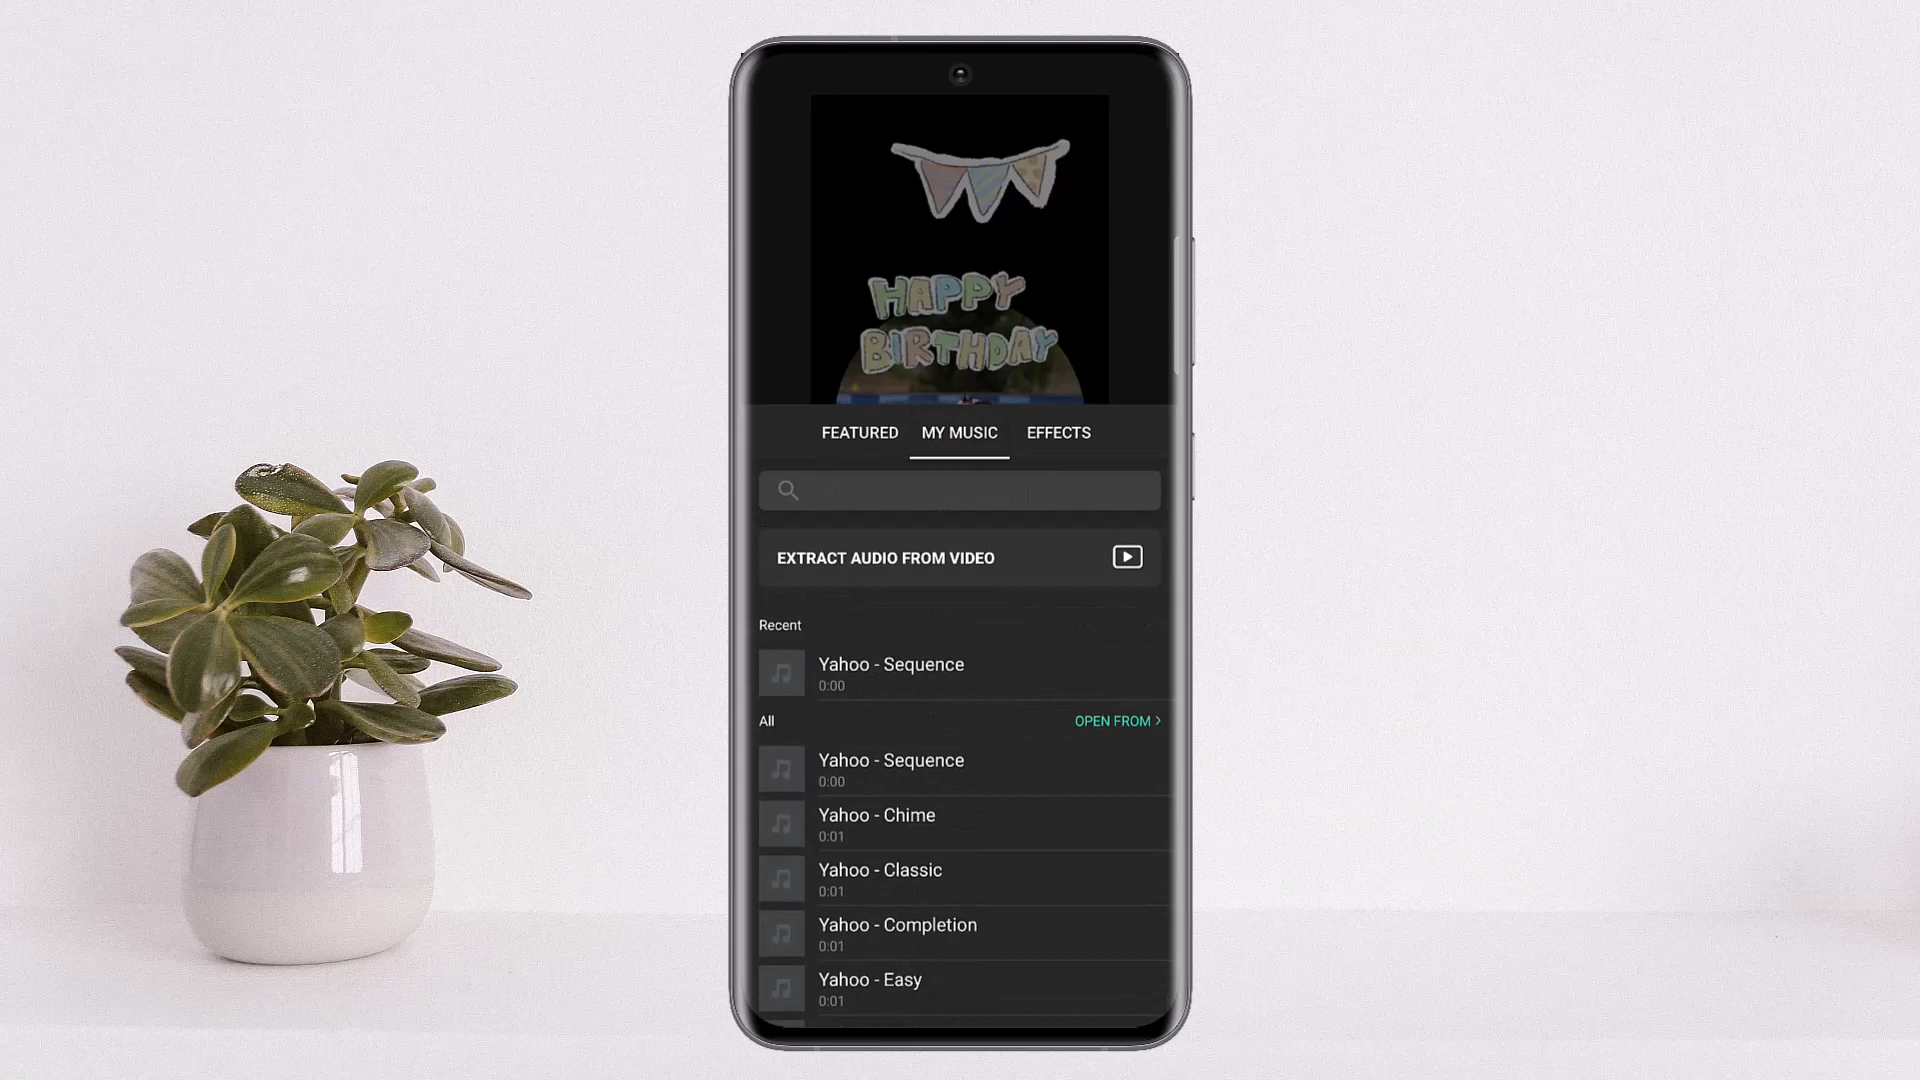 HAPPY
BIRTHDAY
FEATURED MY MUSIC EFFECTS
EXTRACT AUDIO FROM VIDEO
Recent
Yahoo - Sequence
0:00
All OPEN FROM >
Yahoo - Sequence
0:00
Yahoo - Chime
0:01
Yahoo - Classic
0:01
Yahoo - Completion
0:01
Yahoo - Easy
0:01